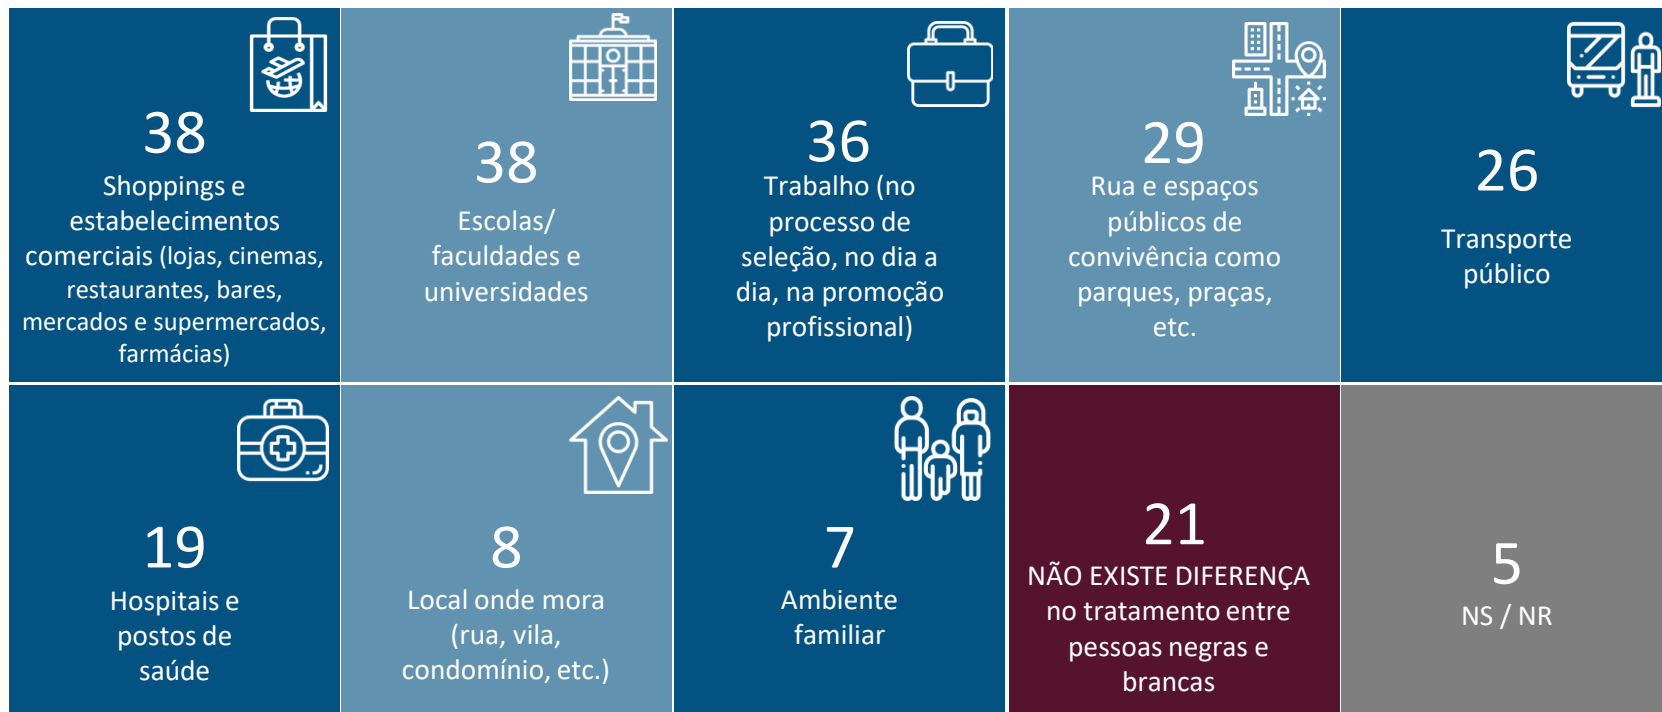 38
Shoppings e
estabelecimentos
comerciais (lojas, cinemas,
restaurantes, bares,
mercados e supermercados,
farmácias)
38
Escolas/
faculdades e
universidades
36
Trabalho (no
processo de
seleção, no dia a
dia, na promoção
profissional)
29
Rua e espaços
públicos de
convivência como
parques, praças,
etc.
26
Transporte
público
19
Hospitais e
postos de
saúde
8
Local onde mora
(rua, vila,
condomínio, etc.)
7
Ambiente
familiar
21
NÃO EXISTE DIFERENÇA
no tratamento entre
pessoas negras e
brancas
5
NS / NR